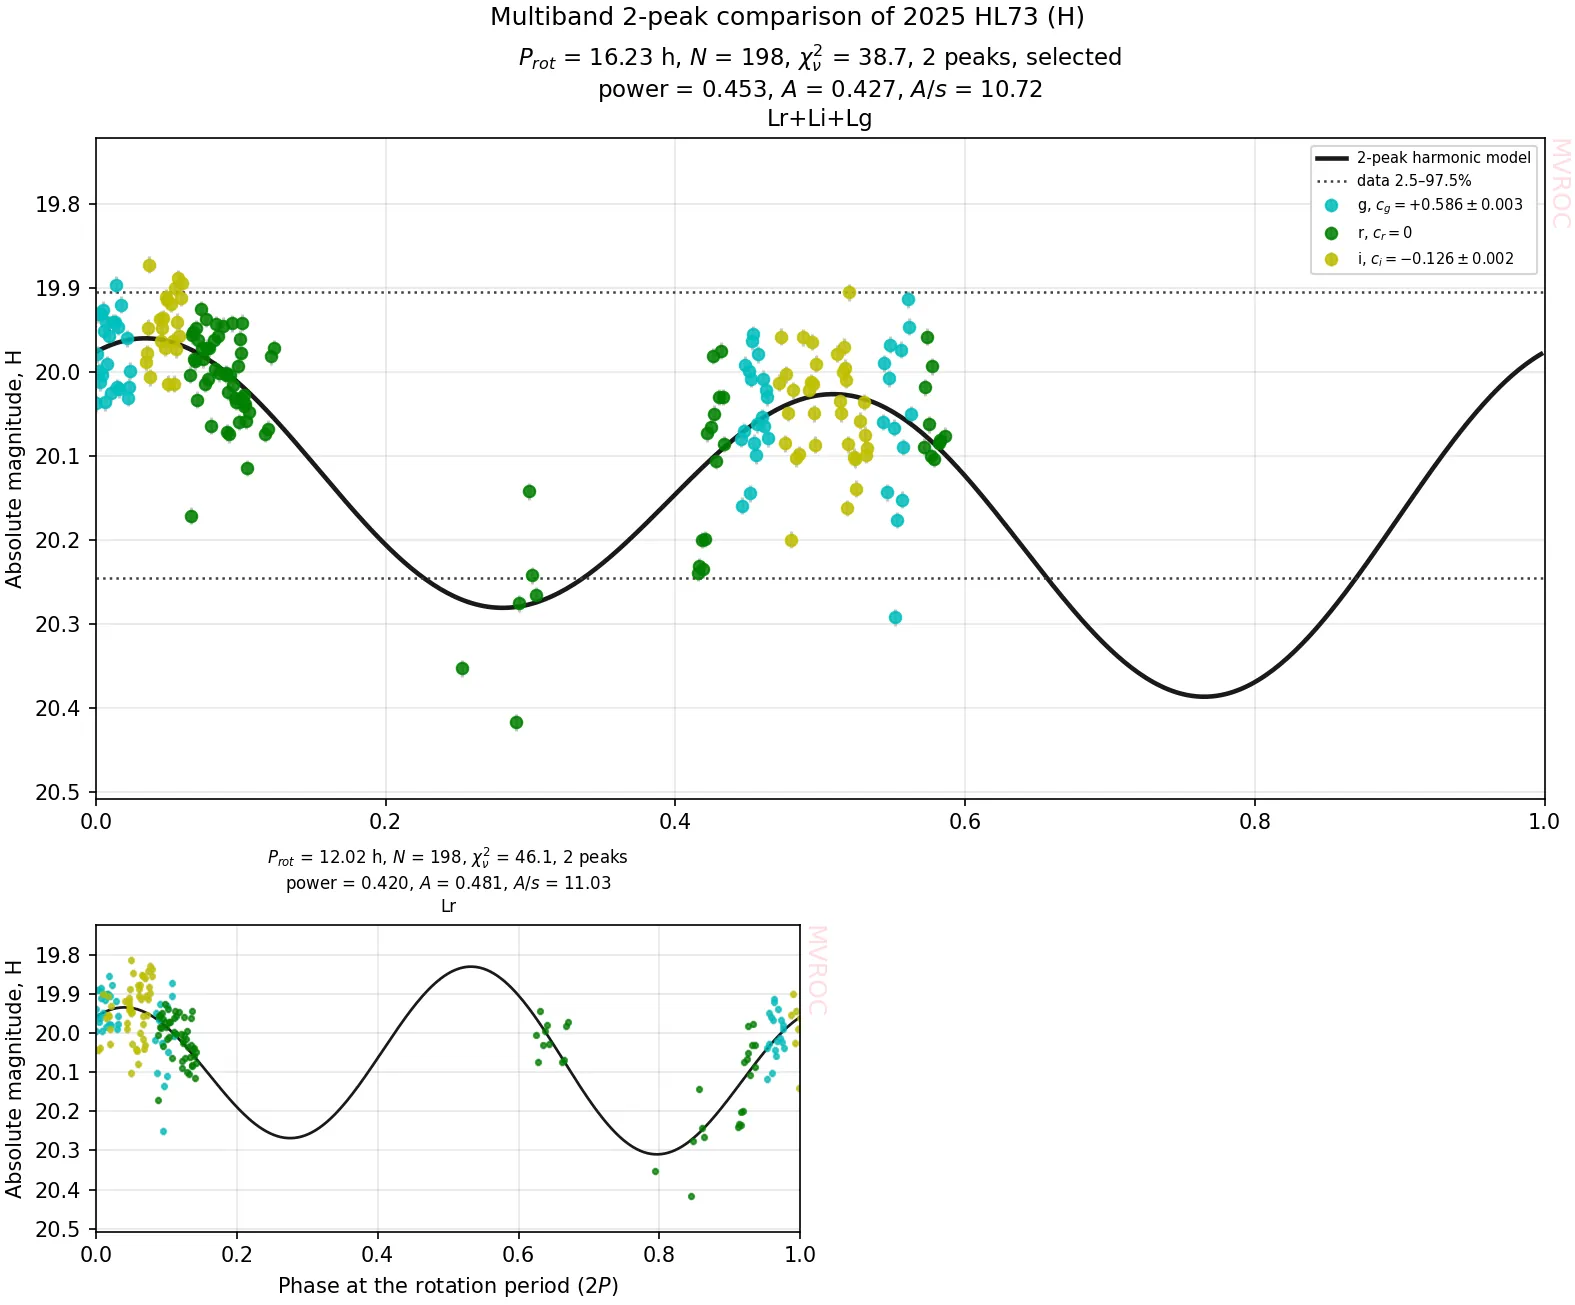 Multiband 2-peak comparison of 2025 HL73 (H)
P_rot = 16.23 h, N = 198, χ²_ν = 38.7, 2 peaks, selected
power = 0.453, A = 0.427, A/s = 10.72
Lr+Li+Lg
2-peak harmonic model
data 2.5–97.5%
g, c_g = +0.586 ± 0.003
r, c_r = 0
i, c_i = −0.126 ± 0.002
MVROC
Absolute magnitude, H
19.8
19.9
20.0
20.1
20.2
20.3
20.4
20.5
0.0 0.2 0.4 0.6 0.8 1.0
P_rot = 12.02 h, N = 198, χ²_ν = 46.1, 2 peaks
power = 0.420, A = 0.481, A/s = 11.03
Lr
MVROC
Absolute magnitude, H
19.8
19.9
20.0
20.1
20.2
20.3
20.4
20.5
0.0 0.2 0.4 0.6 0.8 1.0
Phase at the rotation period (2P)